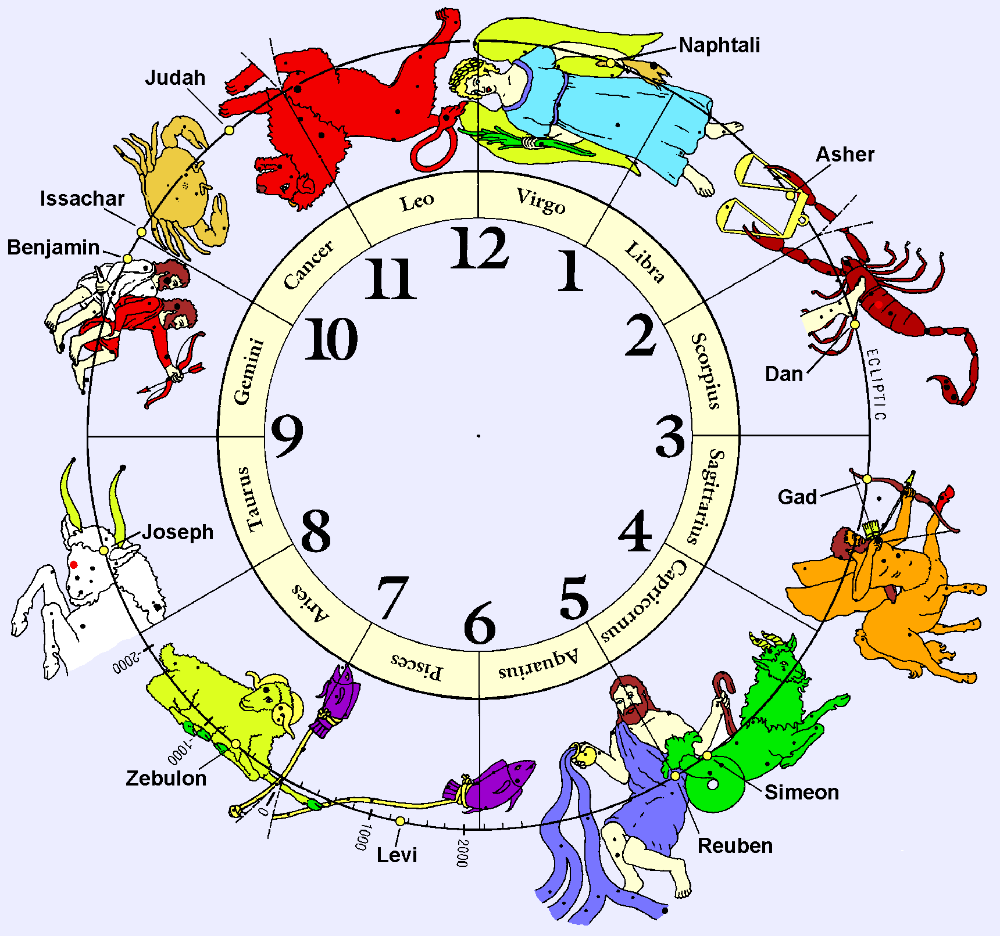 Naphtali
Judah
Asher
Issachar
Benjamin
Leo
Virgo
Cancer
Libra
12
11
1
10
2
Gemini
Scorpius
Dan
ECLIPTIC
9
3
Taurus
Sagittarius
Gad
Joseph
8
4
7
5
6
Aries
Capricornus
Pisces
Aquarius
-2000
-1000
0
1000
2000
Zebulon
Simeon
Levi
Reuben